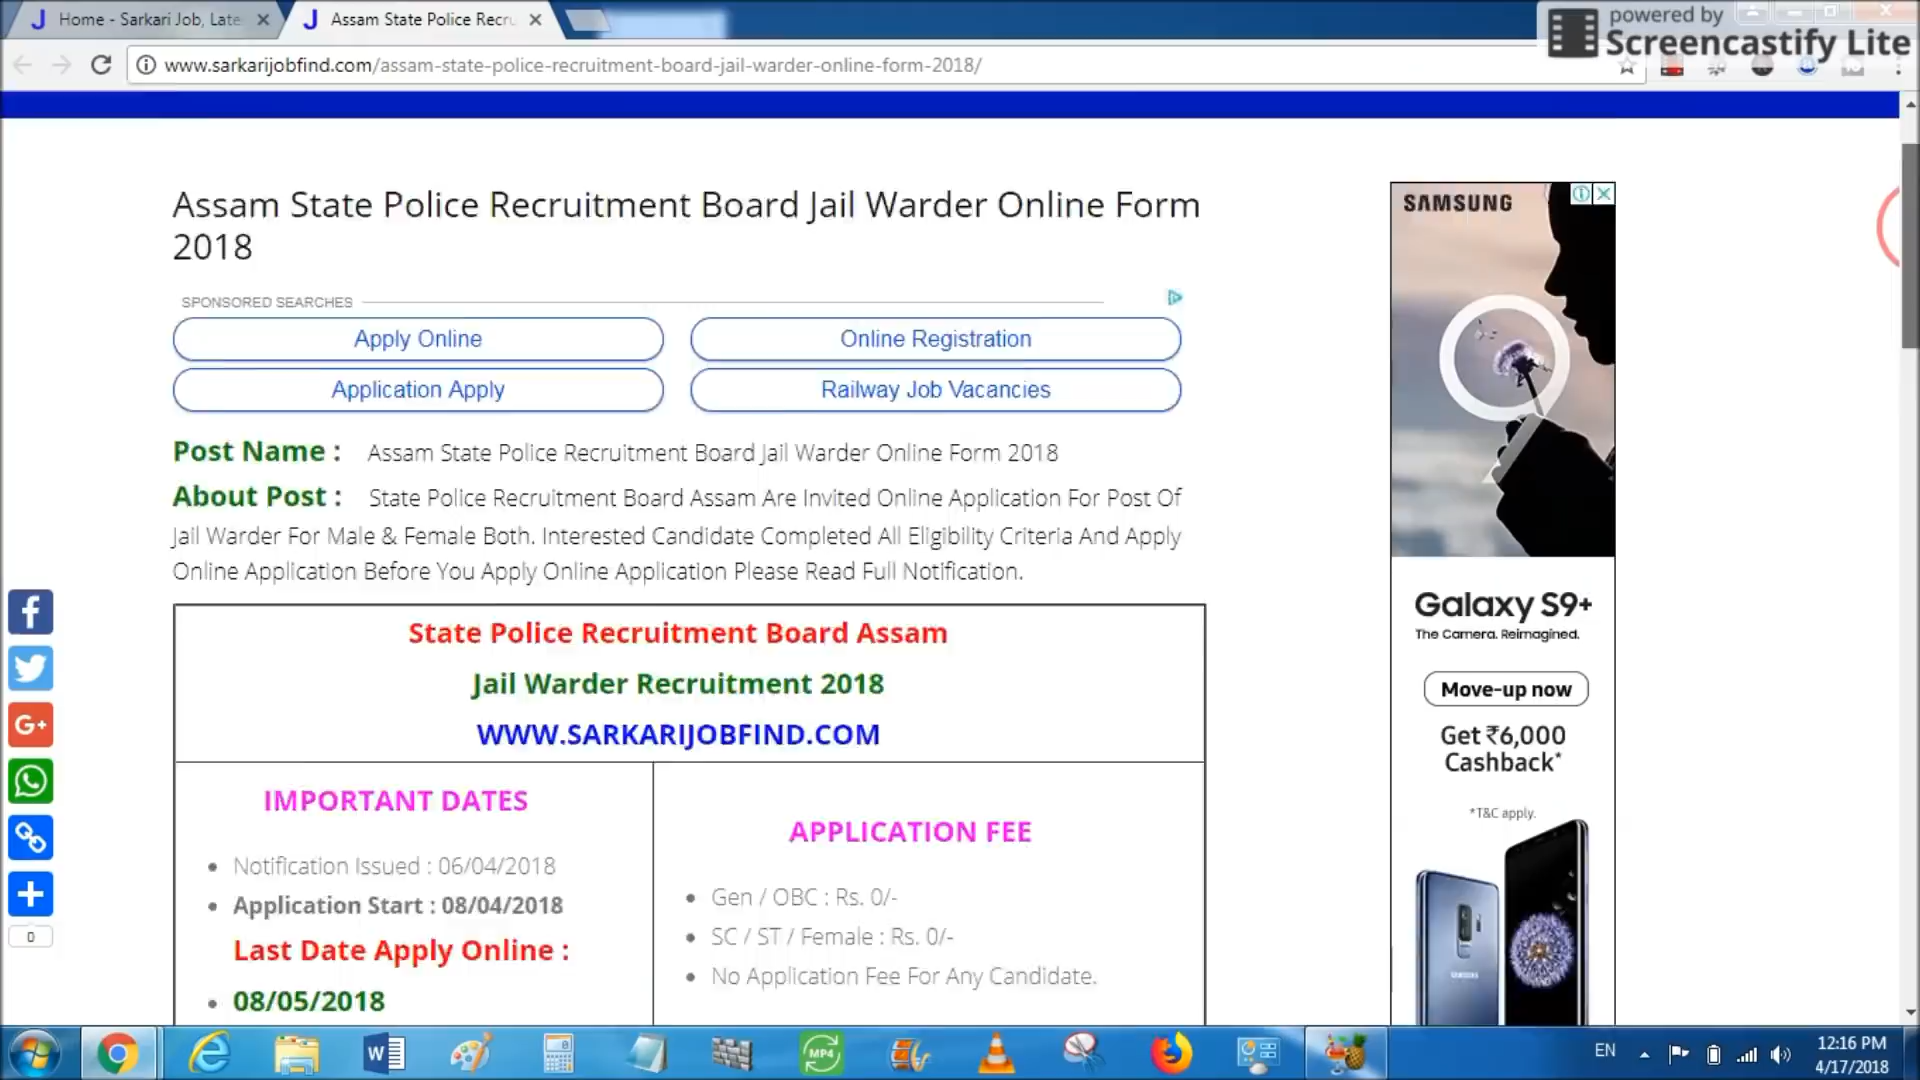 Home - Sarkari Job, Late
Assam State Police Recru
powered by
Screencastify Lite
www.sarkarijobfind.com/assam-state-police-recruitment-board-jail-warder-online-form-2018/
Assam State Police Recruitment Board Jail Warder Online Form
2018
SPONSORED SEARCHES
Apply Online
Online Registration
Application Apply
Railway Job Vacancies
Post Name : Assam State Police Recruitment Board Jail Warder Online Form 2018
About Post : State Police Recruitment Board Assam Are Invited Online Application For Post Of
Jail Warder For Male & Female Both. Interested Candidate Completed All Eligibility Criteria And Apply
Online Application Before You Apply Online Application Please Read Full Notification.
State Police Recruitment Board Assam
Jail Warder Recruitment 2018
WWW.SARKARIJOBFIND.COM
IMPORTANT DATES
Notification Issued : 06/04/2018
Application Start : 08/04/2018
Last Date Apply Online :
08/05/2018
APPLICATION FEE
Gen / OBC : Rs. 0/-
SC / ST / Female : Rs. 0/-
No Application Fee For Any Candidate.
SAMSUNG
Galaxy S9+
The Camera. Reimagined.
Move-up now
Get ₹6,000
Cashback*
*T&C apply.
SAMSUNG
G+
0
W
MP4
EN
12:16 PM
4/17/2018